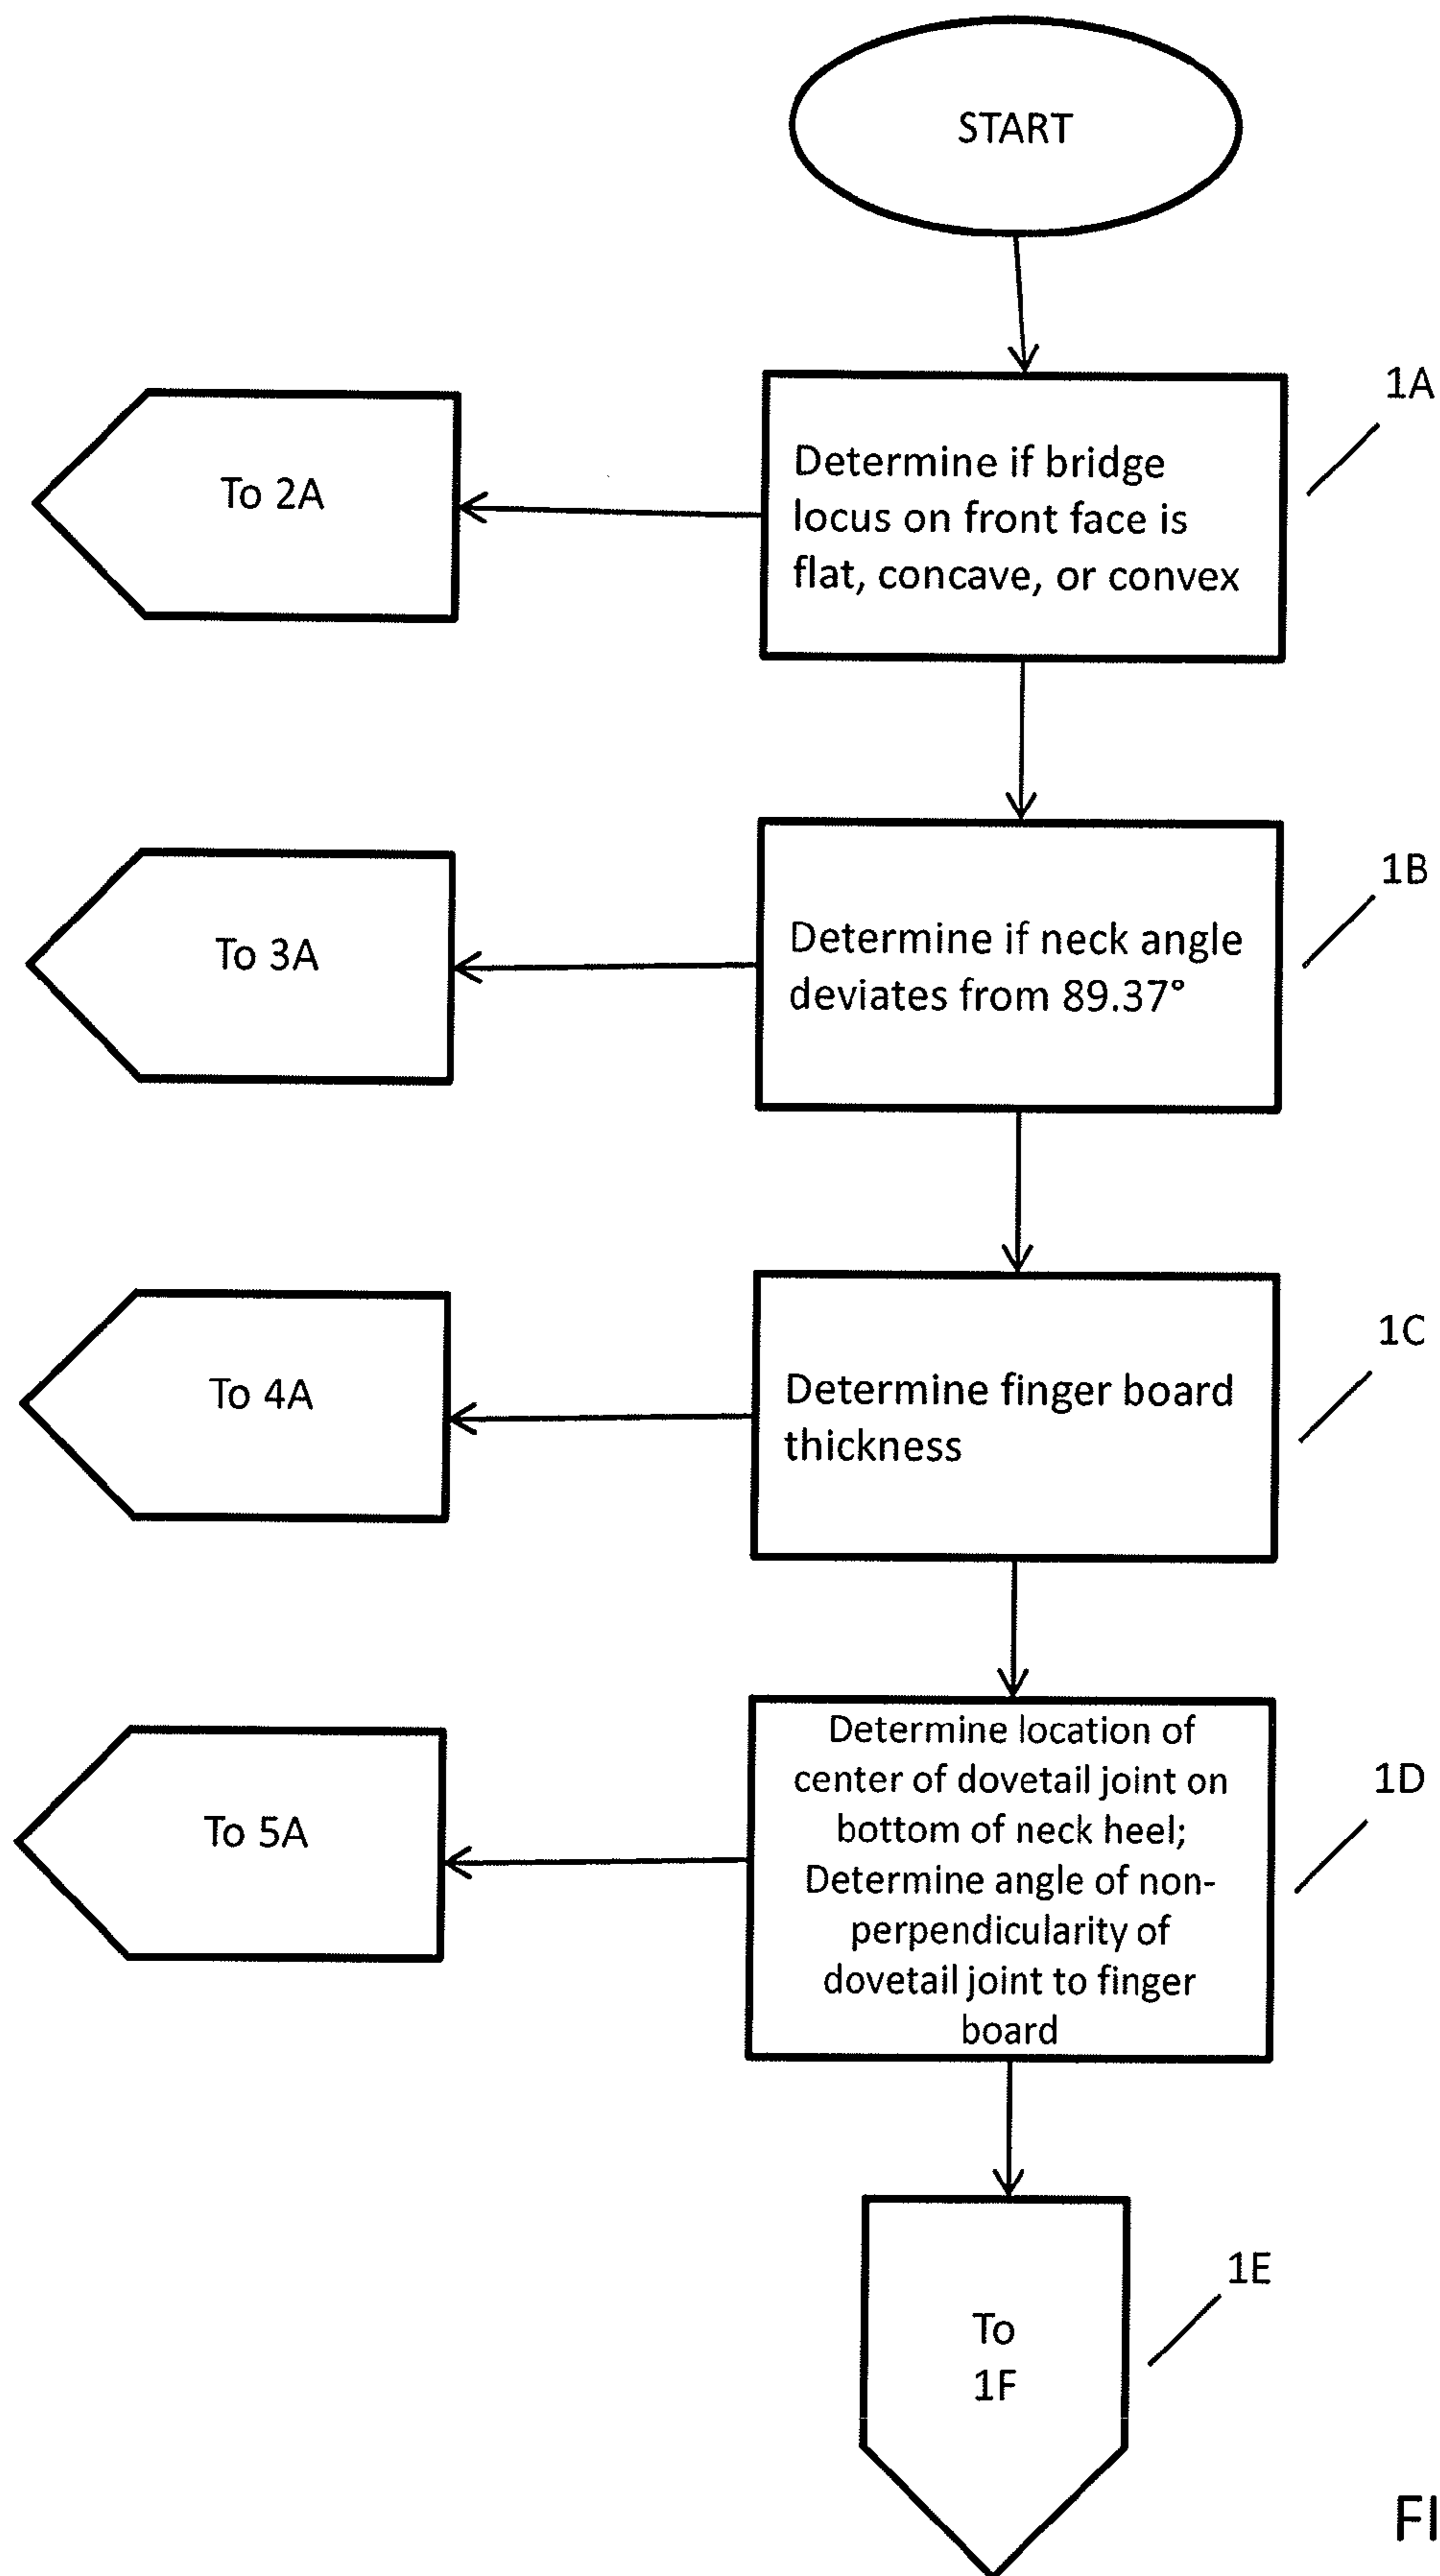 START
1A
Determine if bridge
locus on front face is
flat, concave, or convex
To 2A
1B
Determine if neck angle
deviates from 89.37°
To 3A
1C
Determine finger board
thickness
To 4A
1D
Determine location of
center of dovetail joint on
bottom of neck heel;
Determine angle of non-
perpendicularity of
dovetail joint to finger
board
To 5A
1E
To
1F
FI